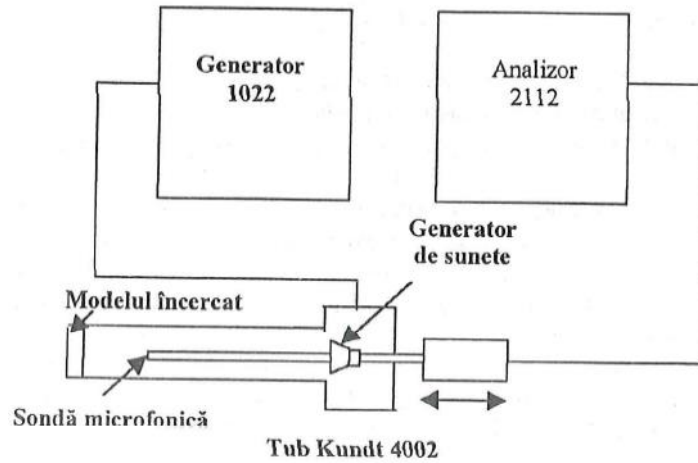 Generator
1022
Analizor
2112
Generator
de sunete
Modelul încercat
Sondă microfonică
Tub Kundt 4002